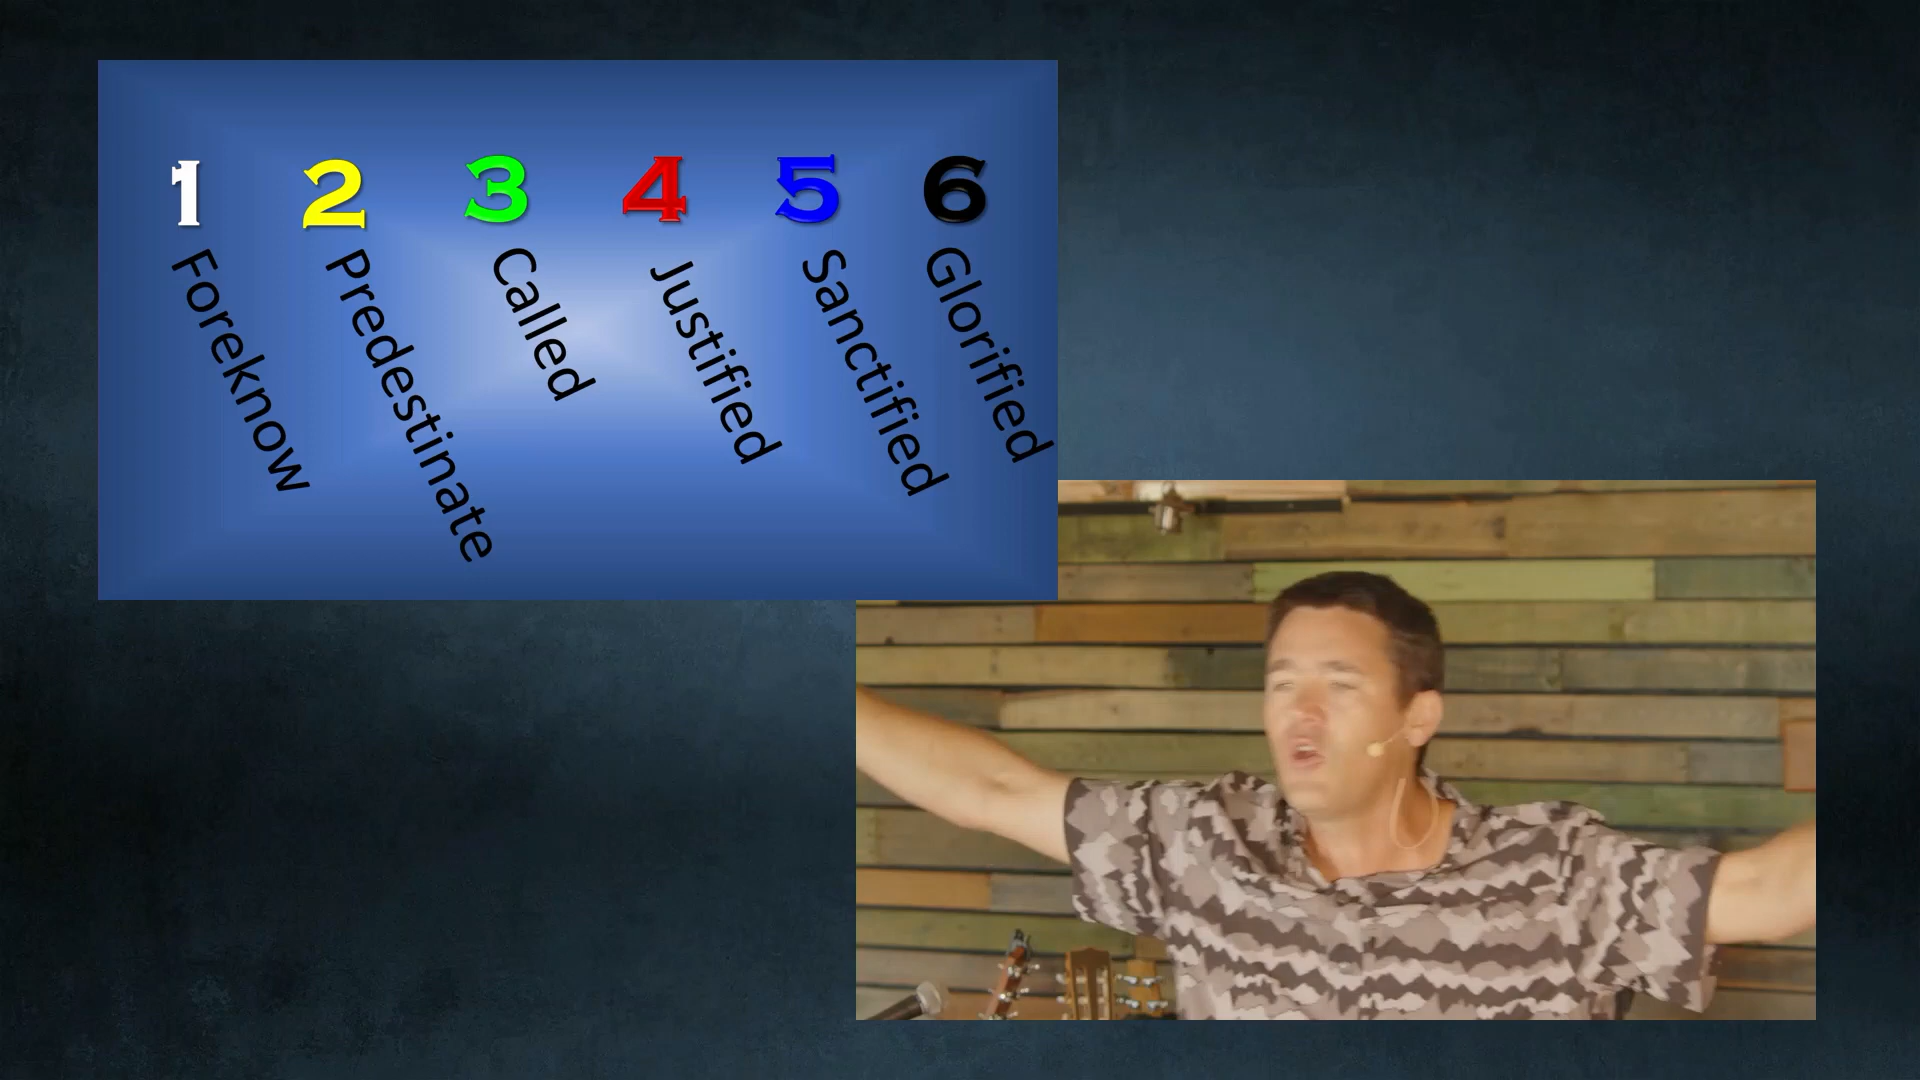 1 2 3 4 5 6
Foreknow
Predestinate
Called
Justified
Sanctified
Glorified